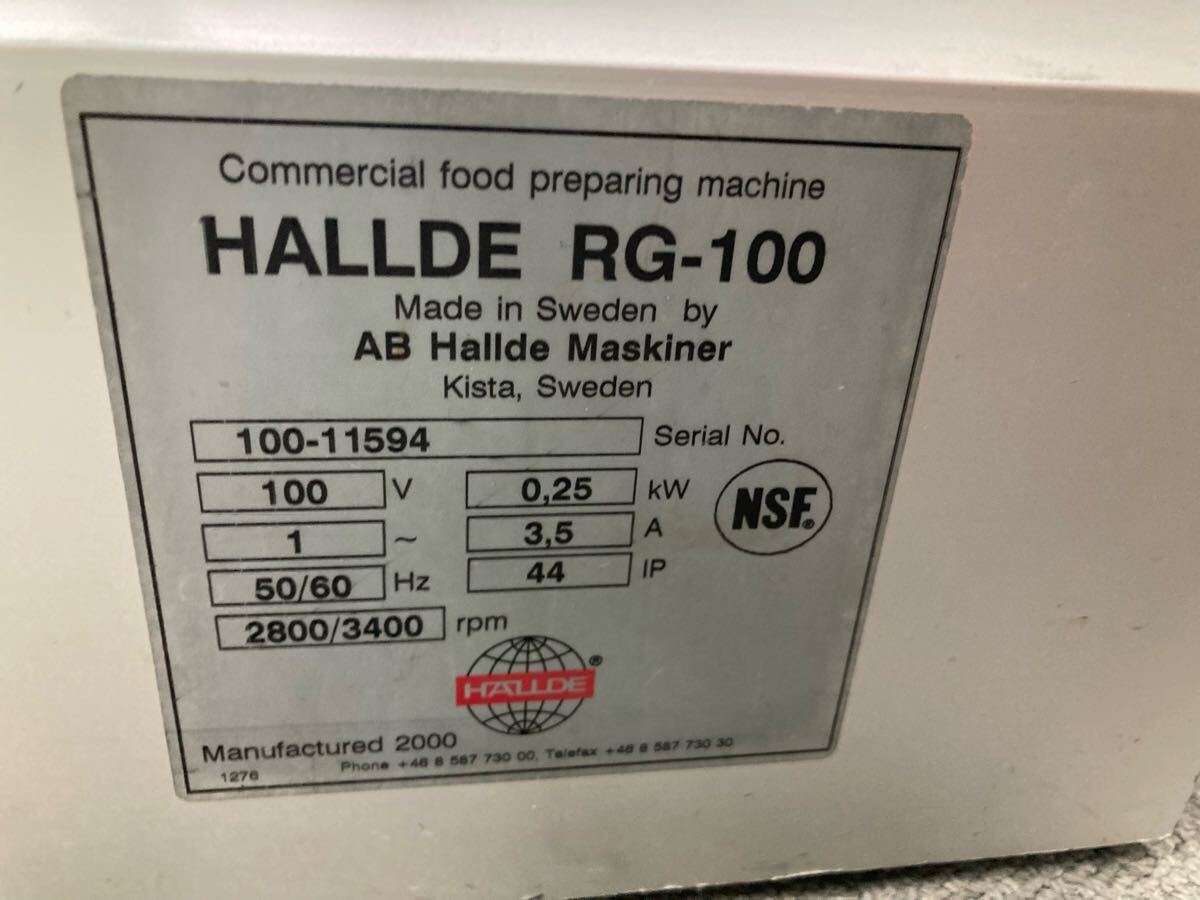 Commercial food preparing machine
HALLDE RG-100
Made in Sweden by
AB Hallde Maskiner
Kista, Sweden
100-11594 Serial No.
100 V 0,25 kW
1 ~ 3,5 A
50/60 Hz 44 IP
2800/3400 rpm
NSF®
HALLDE ®
Manufactured 2000
1276 Phone +46 8 587 730 00, Telefax +46 8 587 730 30